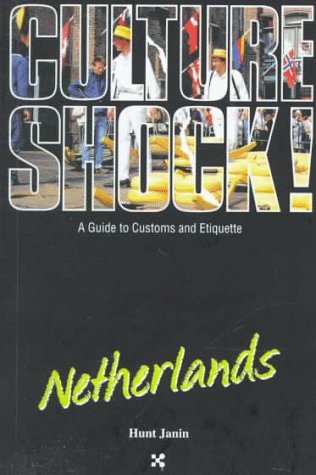 CULTURE
SHOCK!
A Guide to Customs and Etiquette
Netherlands
Hunt Janin